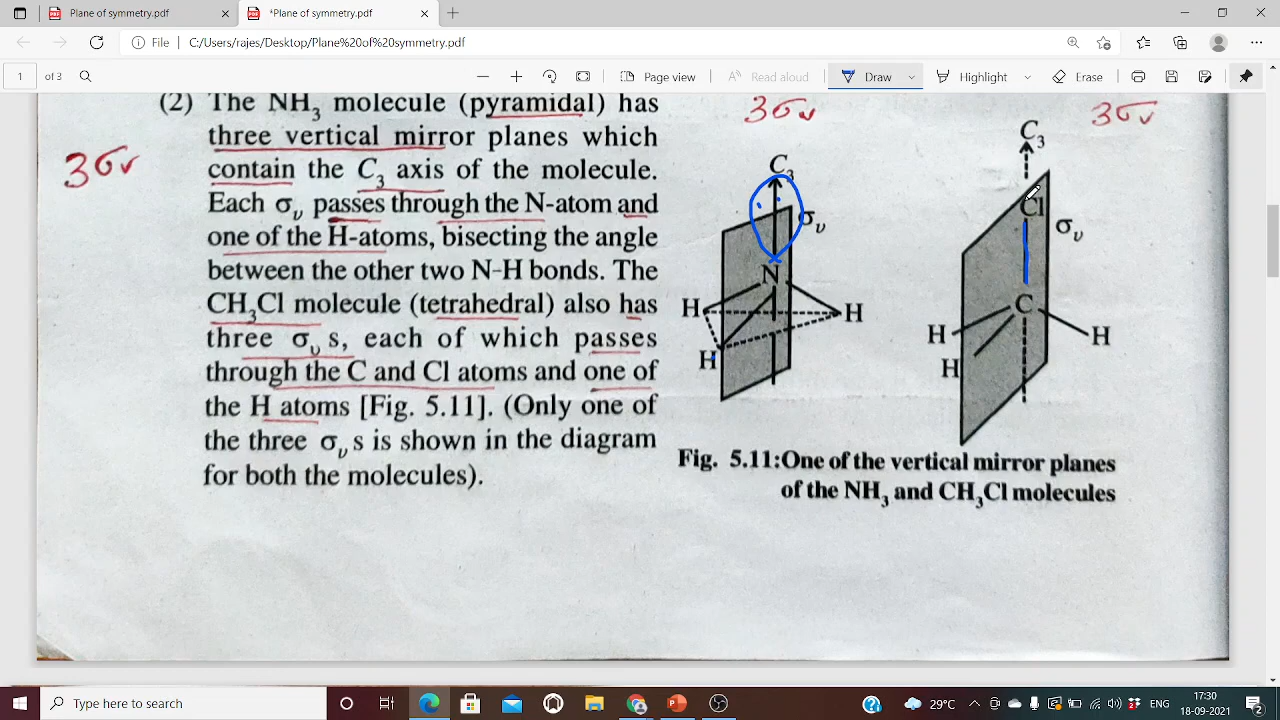 Plane of symmetry.pdf
*Plane of symmetry.pdf
File
C:/Users/rajes/Desktop/Plane%20of%20symmetry.pdf
1 of 3
Page view
Read aloud
Draw
Highlight
Erase
(2) The NH3 molecule (pyramidal) has
three vertical mirror planes which
contain the C3 axis of the molecule.
Each σv passes through the N-atom and
one of the H-atoms, bisecting the angle
between the other two N-H bonds. The
CH3Cl molecule (tetrahedral) also has
three σv s, each of which passes
through the C and Cl atoms and one of
the H atoms [Fig. 5.11]. (Only one of
the three σv s is shown in the diagram
for both the molecules).
3σv
3σv
C3
σv
N
H
H
H
3σv
C3
Cl
σv
C
H
H
H
Fig. 5.11:One of the vertical mirror planes
of the NH3 and CH3Cl molecules
Type here to search
29°C
ENG
17:30
18-09-2021